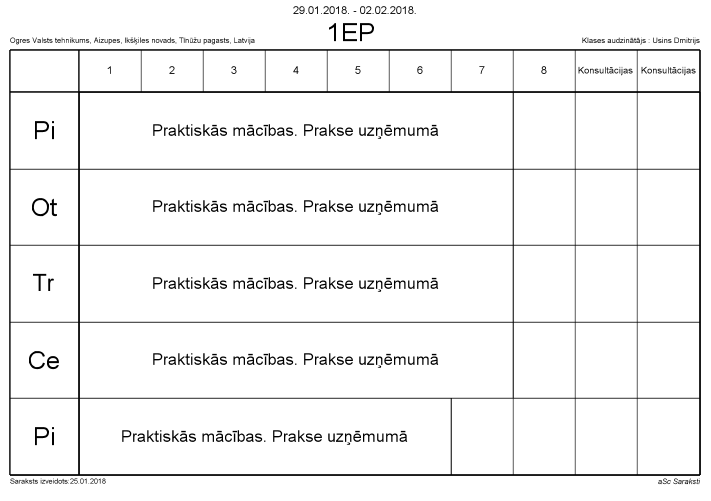 29.01.2018. - 02.02.2018.
1EP
Ogres Valsts tehnikums, Aizupes, Ikšķiles novads, Tīnūžu pagasts, Latvija
Klases audzinātājs : Usins Dmitrijs
1 2 3 4 5 6 7 8 Konsultācijas Konsultācijas
Pi Praktiskās mācības. Prakse uzņēmumā
Ot Praktiskās mācības. Prakse uzņēmumā
Tr Praktiskās mācības. Prakse uzņēmumā
Ce Praktiskās mācības. Prakse uzņēmumā
Pi Praktiskās mācības. Prakse uzņēmumā
Saraksts izveidots:25.01.2018
aSc Saraksti